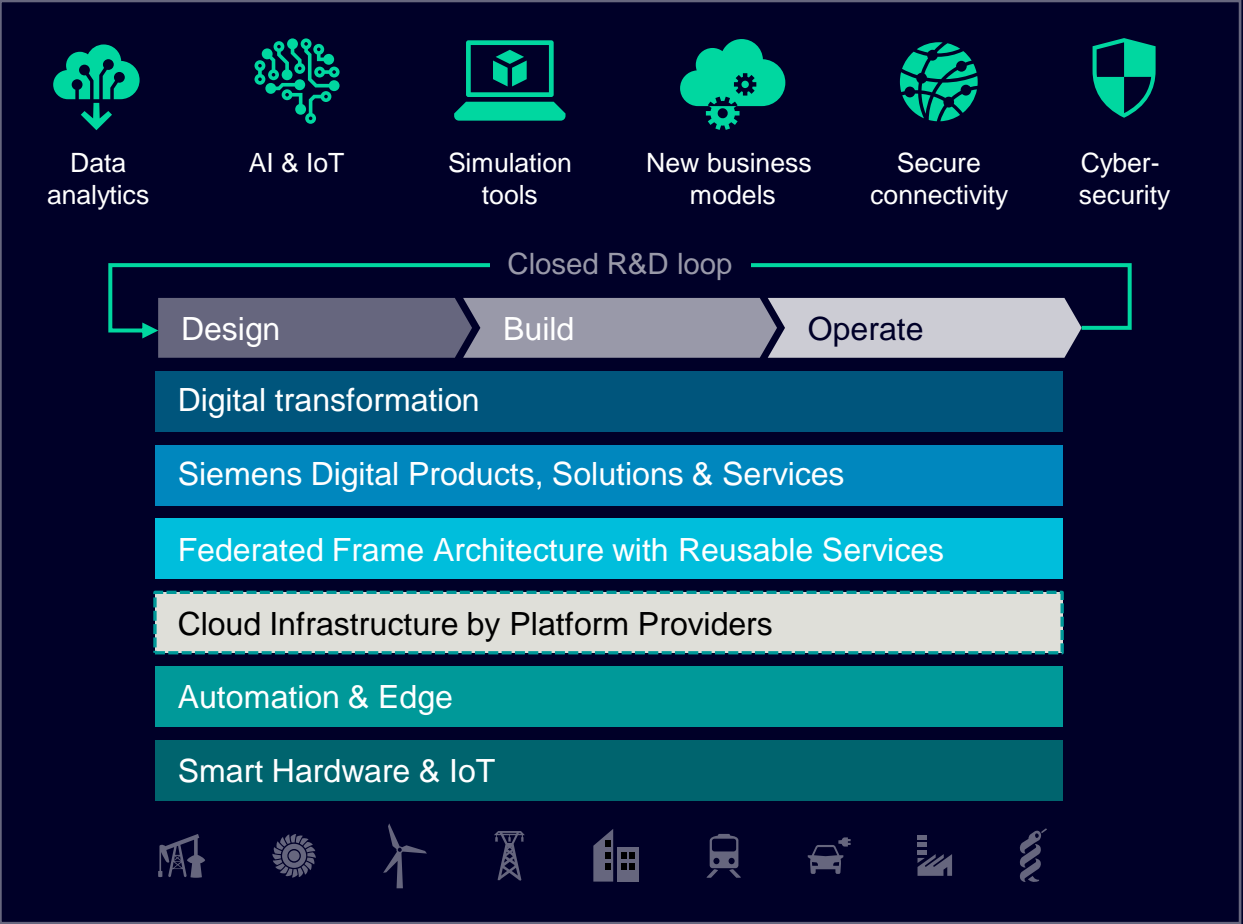 Data
analytics
AI & IoT
Simulation
tools
New business
models
Secure
connectivity
Cyber-
security
Closed R&D loop
Design
Build
Operate
Digital transformation
Siemens Digital Products, Solutions & Services
Federated Frame Architecture with Reusable Services
Cloud Infrastructure by Platform Providers
Automation & Edge
Smart Hardware & IoT